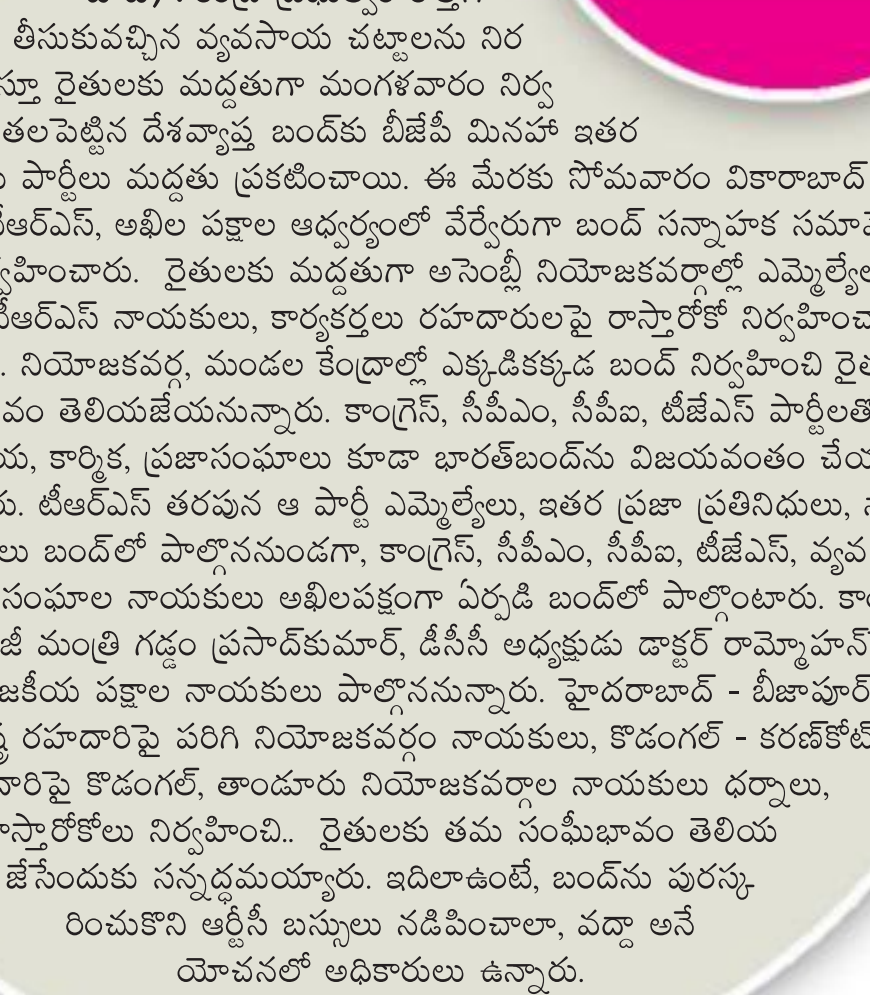 తీసుకువచ్చిన వ్యవసాయ చట్టాలను నిర
స్తూ రైతులకు మద్దతుగా మంగళవారం నిర్వ
తలపెట్టిన దేశవ్యాప్త బంద్‌కు బీజేపీ మినహా ఇతర
పార్టీలు మద్దతు ప్రకటించాయి. ఈ మేరకు సోమవారం వికారాబాద్
టీఆర్ఎస్, అఖిల పక్షాల ఆధ్వర్యంలో వేర్వేరుగా బంద్ సన్నాహక సమావే
ర్వహించారు. రైతులకు మద్దతుగా అసెంబ్లీ నియోజకవర్గాల్లో ఎమ్మెల్యేల
టీఆర్ఎస్ నాయకులు, కార్యకర్తలు రహదారులపై రాస్తారోకో నిర్వహించ
. నియోజకవర్గ, మండల కేంద్రాల్లో ఎక్కడికక్కడ బంద్ నిర్వహించి రైత
వం తెలియజేయనున్నారు. కాంగ్రెస్, సీపీఎం, సీపీఐ, టీజేఎస్ పార్టీలతో
య, కార్మిక, ప్రజాసంఘాలు కూడా భారత్‌బంద్‌ను విజయవంతం చేయ
రు. టీఆర్ఎస్ తరపున ఆ పార్టీ ఎమ్మెల్యేలు, ఇతర ప్రజా ప్రతినిధులు,
లు బంద్‌లో పాల్గొననుండగా, కాంగ్రెస్, సీపీఎం, సీపీఐ, టీజేఎస్, వ్యవ
సంఘాల నాయకులు అఖిలపక్షంగా ఏర్పడి బంద్‌లో పాల్గొంటారు. కాం
జీ మంత్రి గడ్డం ప్రసాద్‌కుమార్, డీసీసీ అధ్యక్షుడు డాక్టర్ రామ్మోహన్
జకీయ పక్షాల నాయకులు పాల్గొననున్నారు. హైదరాబాద్ - బీజాపూర్
ష్ట్ర రహదారిపై పరిగి నియోజకవర్గం నాయకులు, కొడంగల్ - కరణ్‌కోట్
దారిపై కొడంగల్, తాండూరు నియోజకవర్గాల నాయకులు ధర్నాలు,
రాస్తారోకోలు నిర్వహించి.. రైతులకు తమ సంఘీభావం తెలియ
జేసేందుకు సన్నద్ధమయ్యారు. ఇదిలాఉంటే, బంద్‌ను పురస్క
రించుకొని ఆర్టీసీ బస్సులు నడిపించాలా, వద్దా అనే
యోచనలో అధికారులు ఉన్నారు.